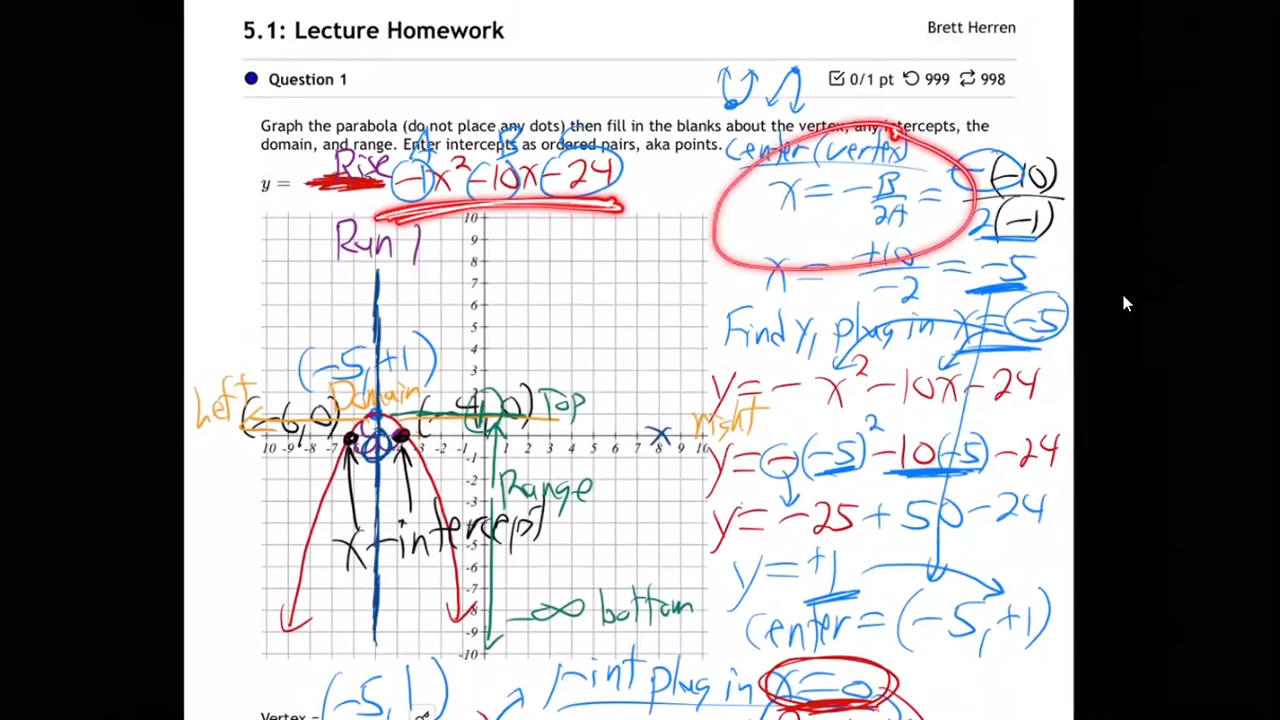 5.1: Lecture Homework
Brett Herren
Question 1
0/1 pt 999 998
Graph the parabola (do not place any dots) then fill in the blanks about the vertex, any intercepts, the
domain, and range. Enter intercepts as ordered pairs, aka points.
A B C
y = Rise -1x² -10x -24
Run 1
center (vertex)
x = -B/2A = -(-10)/2(-1)
x = +10/-2 = -5
Find y, plug in x = -5
y = - x² - 10x - 24
y = -(-5)² - 10(-5) - 24
y = -25 + 50 - 24
y = +1
center = (-5, +1)
(-5, +1)
Left Domain right
(-6, 0) (-4, 0) Top
x
10 9 8 7 6 5 4 3 2 1
-10 -9 -8 -7 -6 -5 -4 -3 -2 -1 1 2 3 4 5 6 7 8 9 10
-1 -2 -3 -4 -5 -6 -7 -8 -9 -10
Range
x-intercept
-∞ bottom
y-int plug in x=0
(-5, 1)
Vertex =